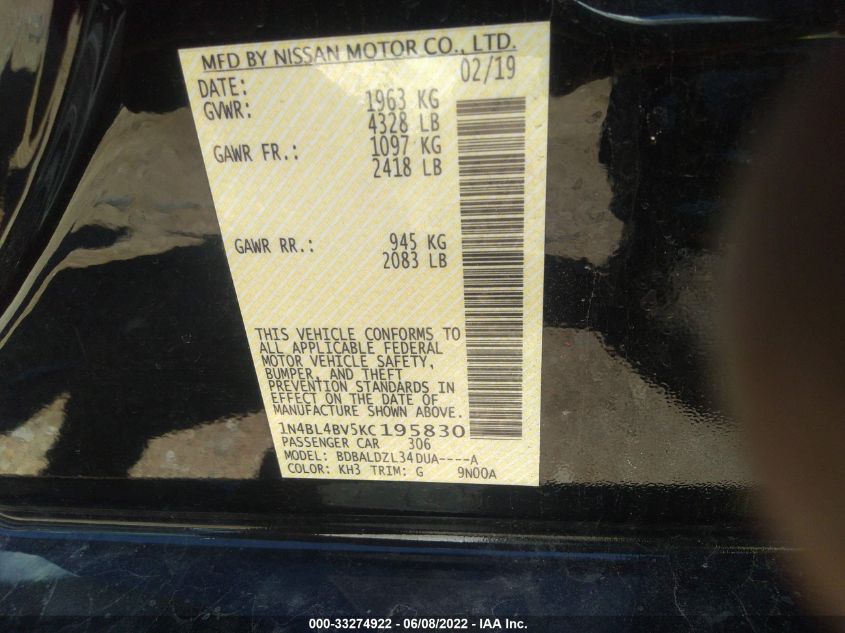 MFD BY NISSAN MOTOR CO., LTD.
DATE: 02/19
GVWR: 1963 KG
4328 LB
GAWR FR.: 1097 KG
2418 LB
GAWR RR.: 945 KG
2083 LB
THIS VEHICLE CONFORMS TO
ALL APPLICABLE FEDERAL
MOTOR VEHICLE SAFETY,
BUMPER, AND THEFT
PREVENTION STANDARDS IN
EFFECT ON THE DATE OF
MANUFACTURE SHOWN ABOVE.
1N4BL4BV5KC195830
PASSENGER CAR 306
MODEL: BDBALDZL34DUA----A
COLOR: KH3 TRIM: G 9N00A
000-33274922 - 06/08/2022 - IAA Inc.